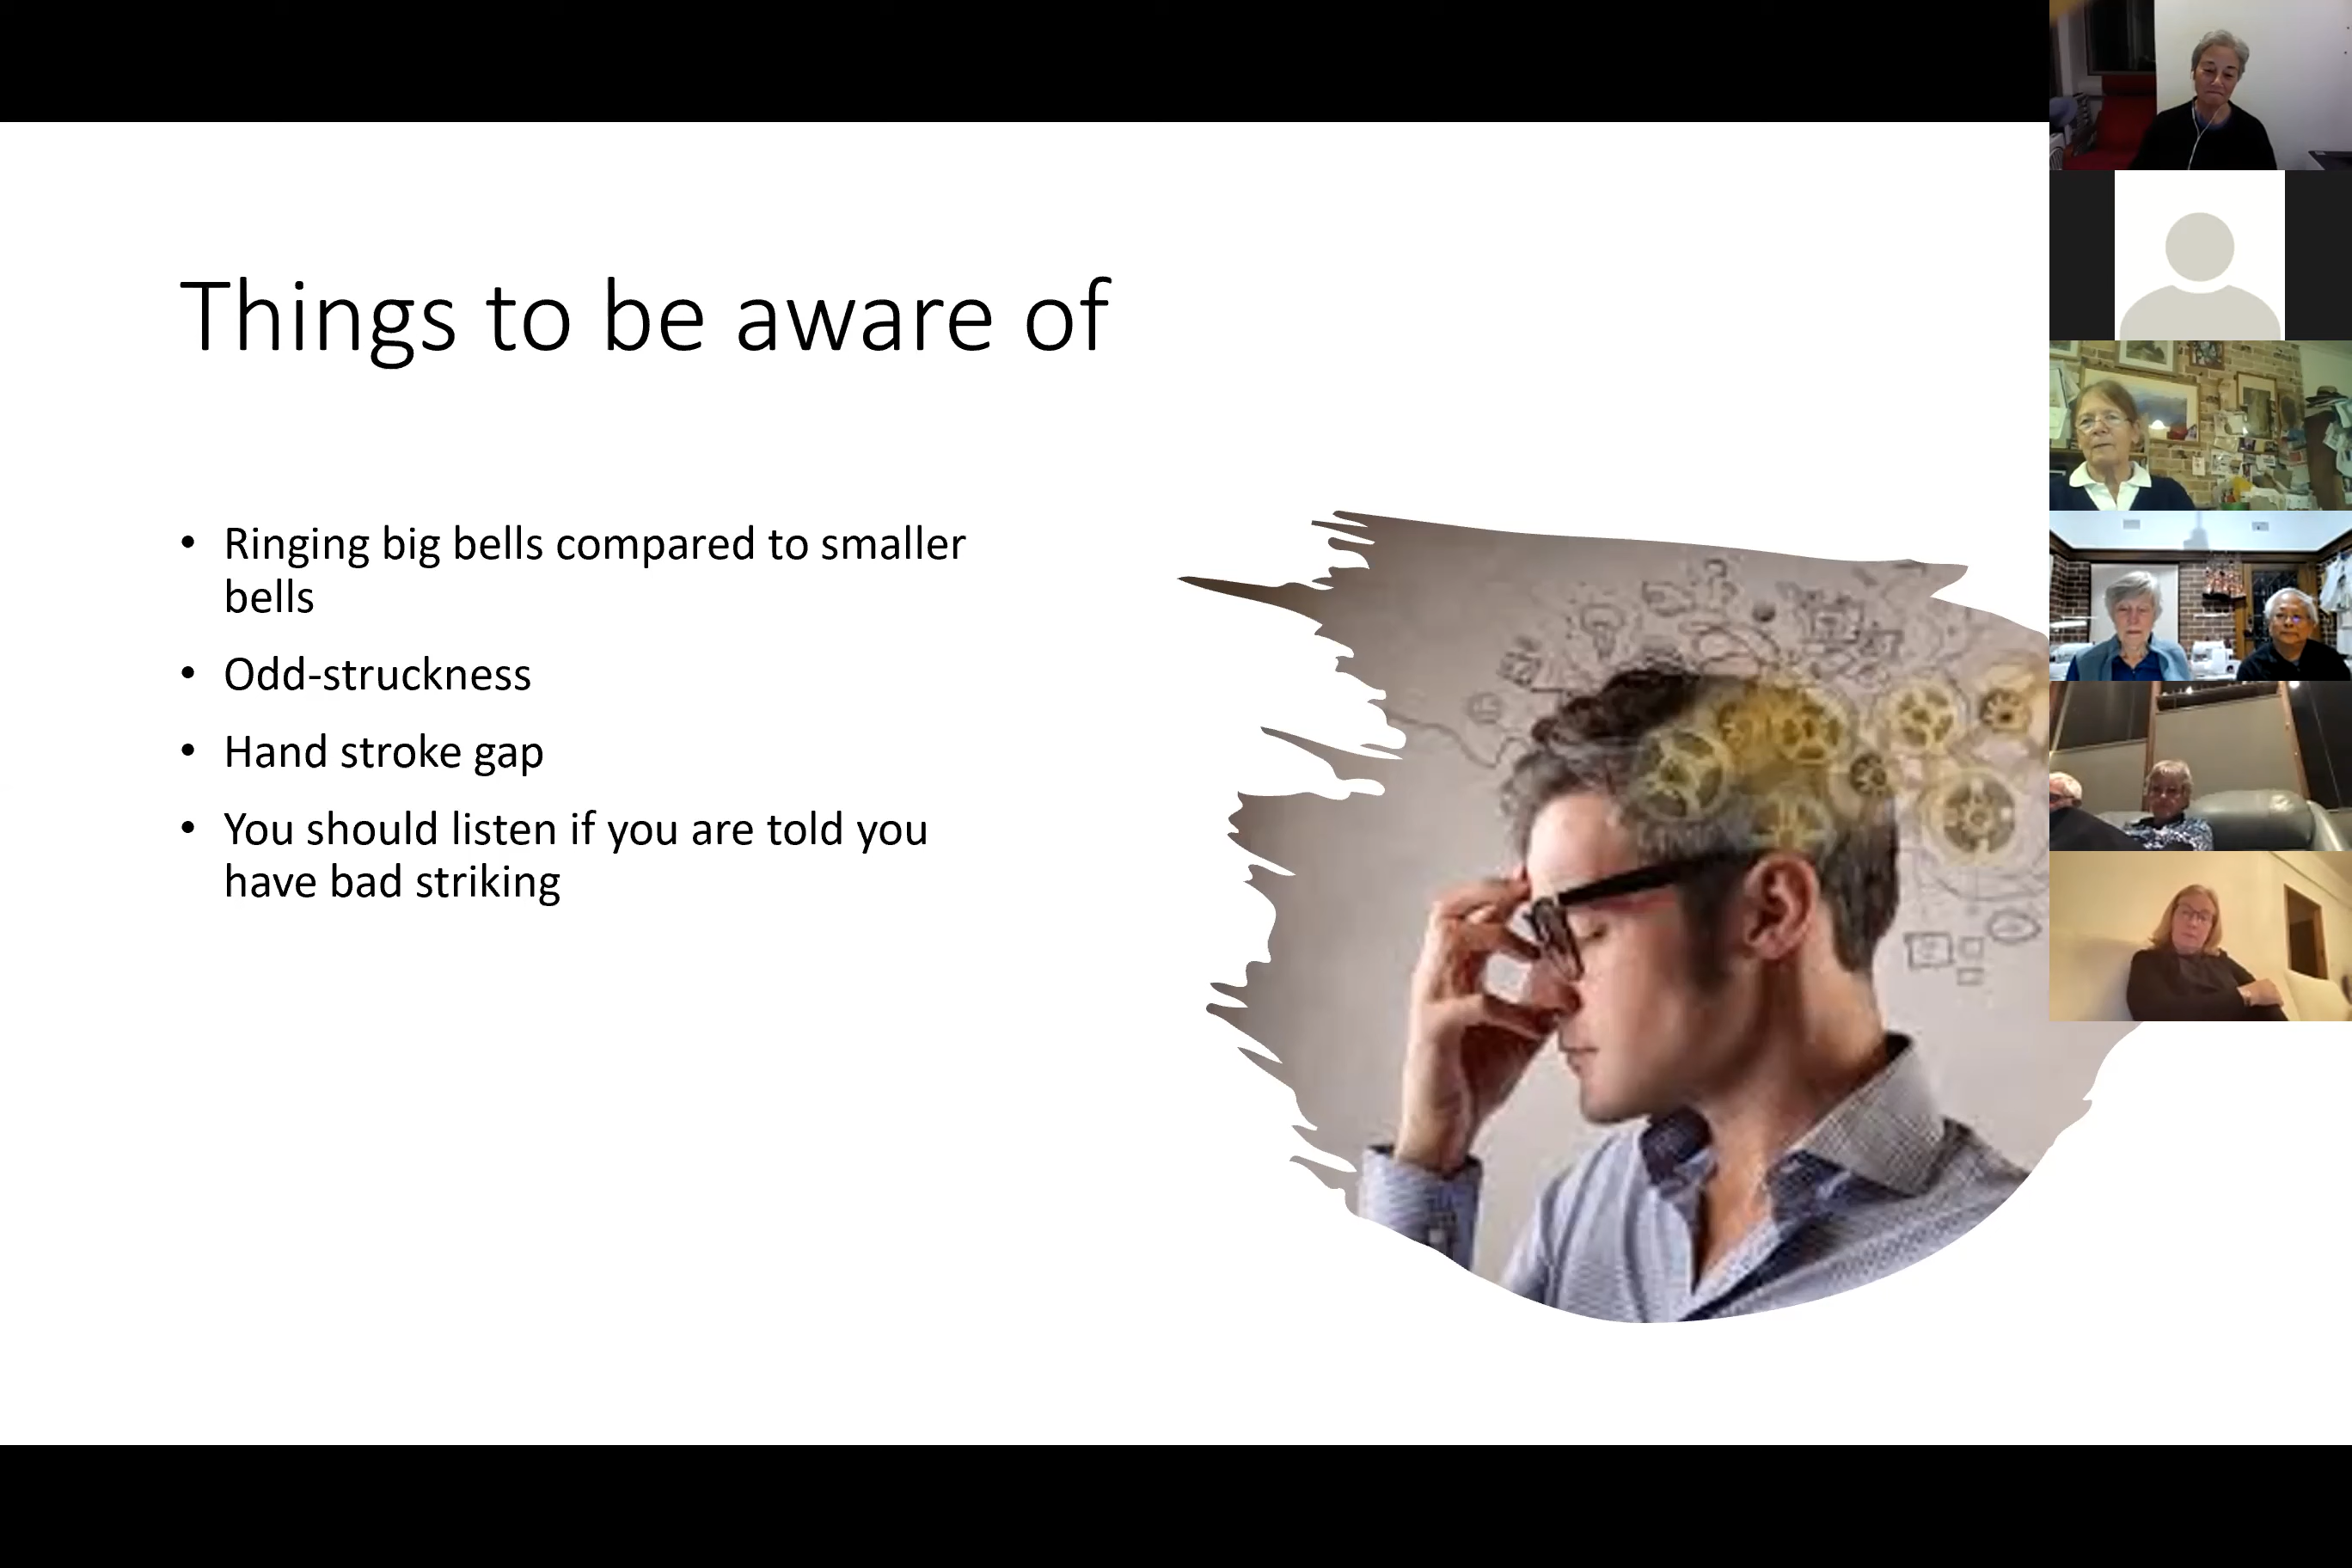 Things to be aware of
• Ringing big bells compared to smaller
bells
• Odd-struckness
• Hand stroke gap
• You should listen if you are told you
have bad striking